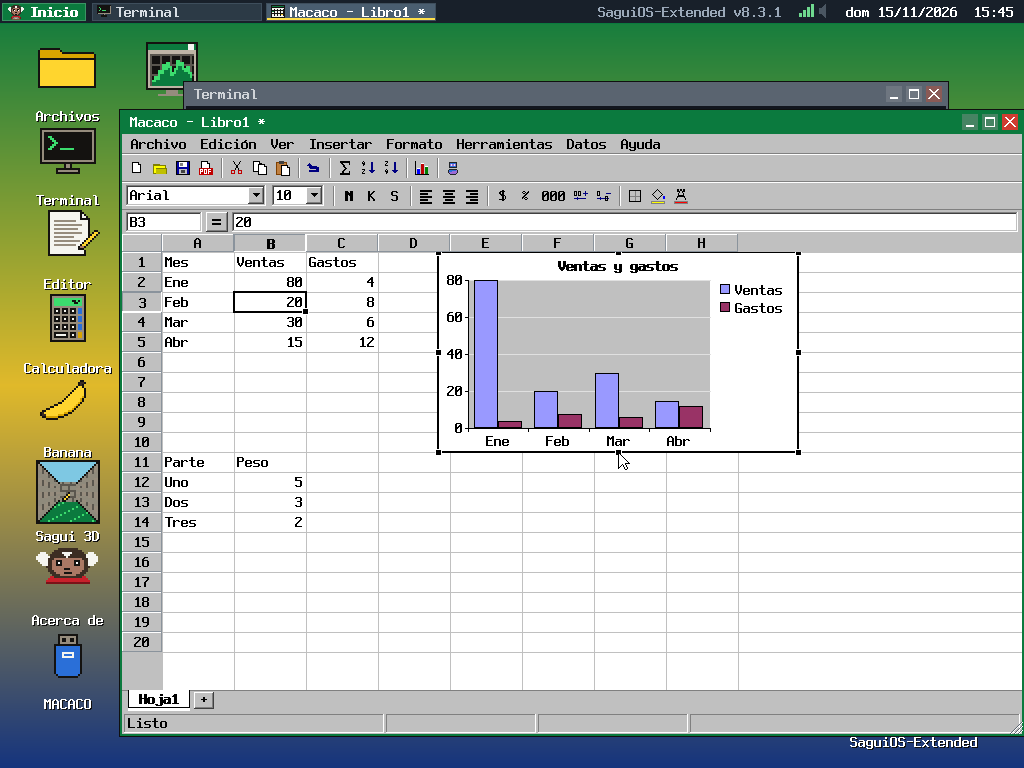 Inicio
Terminal
Macaco - Libro1 *
SaguiOS-Extended v8.3.1
dom 15/11/2026
15:45
Archivos
Terminal
Editor
Calculadora
Banana
Sagui 3D
Acerca de
MACACO
Terminal
Macaco - Libro1 *
Archivo Edición Ver Insertar Formato Herramientas Datos Ayuda
PDF
Arial 10 N K S $ % 000
B3 = 20
A B C D E F G H
1 Mes Ventas Gastos
2 Ene 80 4
3 Feb 20 8
4 Mar 30 6
5 Abr 15 12
6
7
8
9
10
11 Parte Peso
12 Uno 5
13 Dos 3
14 Tres 2
15
16
17
18
19
20
Ventas y gastos
80
60
40
20
0
Ene Feb Mar Abr
Ventas
Gastos
Hoja1 +
Listo
SaguiOS-Extended